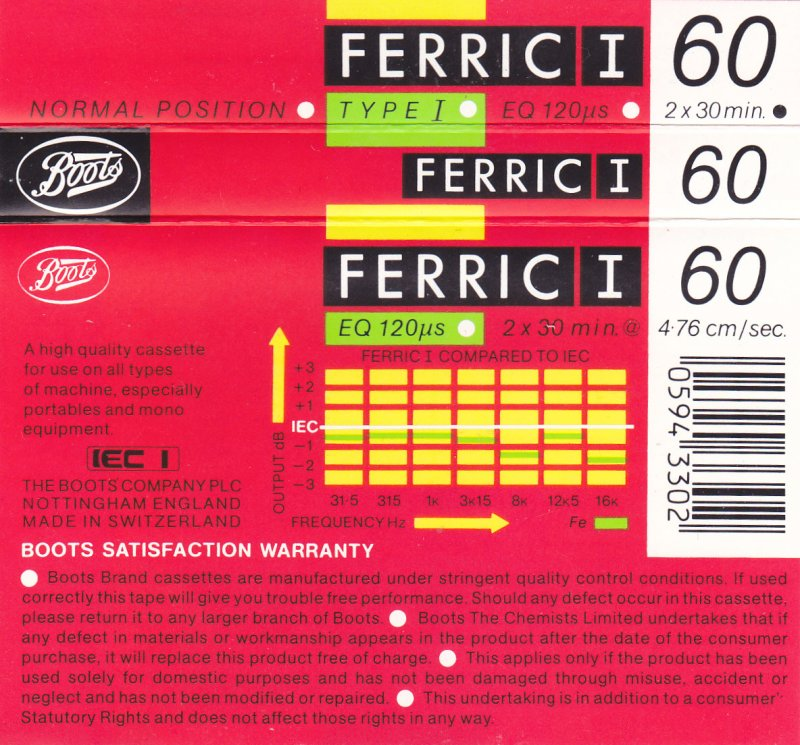 FERRIC I 60
NORMAL POSITION TYPE I EQ 120µs 2 x 30 min.
Boots FERRIC I 60
Boots FERRIC I 60
EQ 120µs 2 x 30 min. @ 4·76 cm/sec.
A high quality cassette
for use on all types
of machine, especially
portables and mono
equipment.
IEC I
THE BOOTS COMPANY PLC
NOTTINGHAM ENGLAND
MADE IN SWITZERLAND
FERRIC I COMPARED TO IEC
OUTPUT dB
+3
+2
+1
IEC
−1
−2
−3
31·5 315 1K 3K15 8K 12K5 16K
FREQUENCY Hz Fe
0594 3302
BOOTS SATISFACTION WARRANTY
Boots Brand cassettes are manufactured under stringent quality control conditions. If used
correctly this tape will give you trouble free performance. Should any defect occur in this cassette,
please return it to any larger branch of Boots. Boots The Chemists Limited undertakes that if
any defect in materials or workmanship appears in the product after the date of the consumer
purchase, it will replace this product free of charge. This applies only if the product has been
used solely for domestic purposes and has not been damaged through misuse, accident or
neglect and has not been modified or repaired. This undertaking is in addition to a consumer's
Statutory Rights and does not affect those rights in any way.